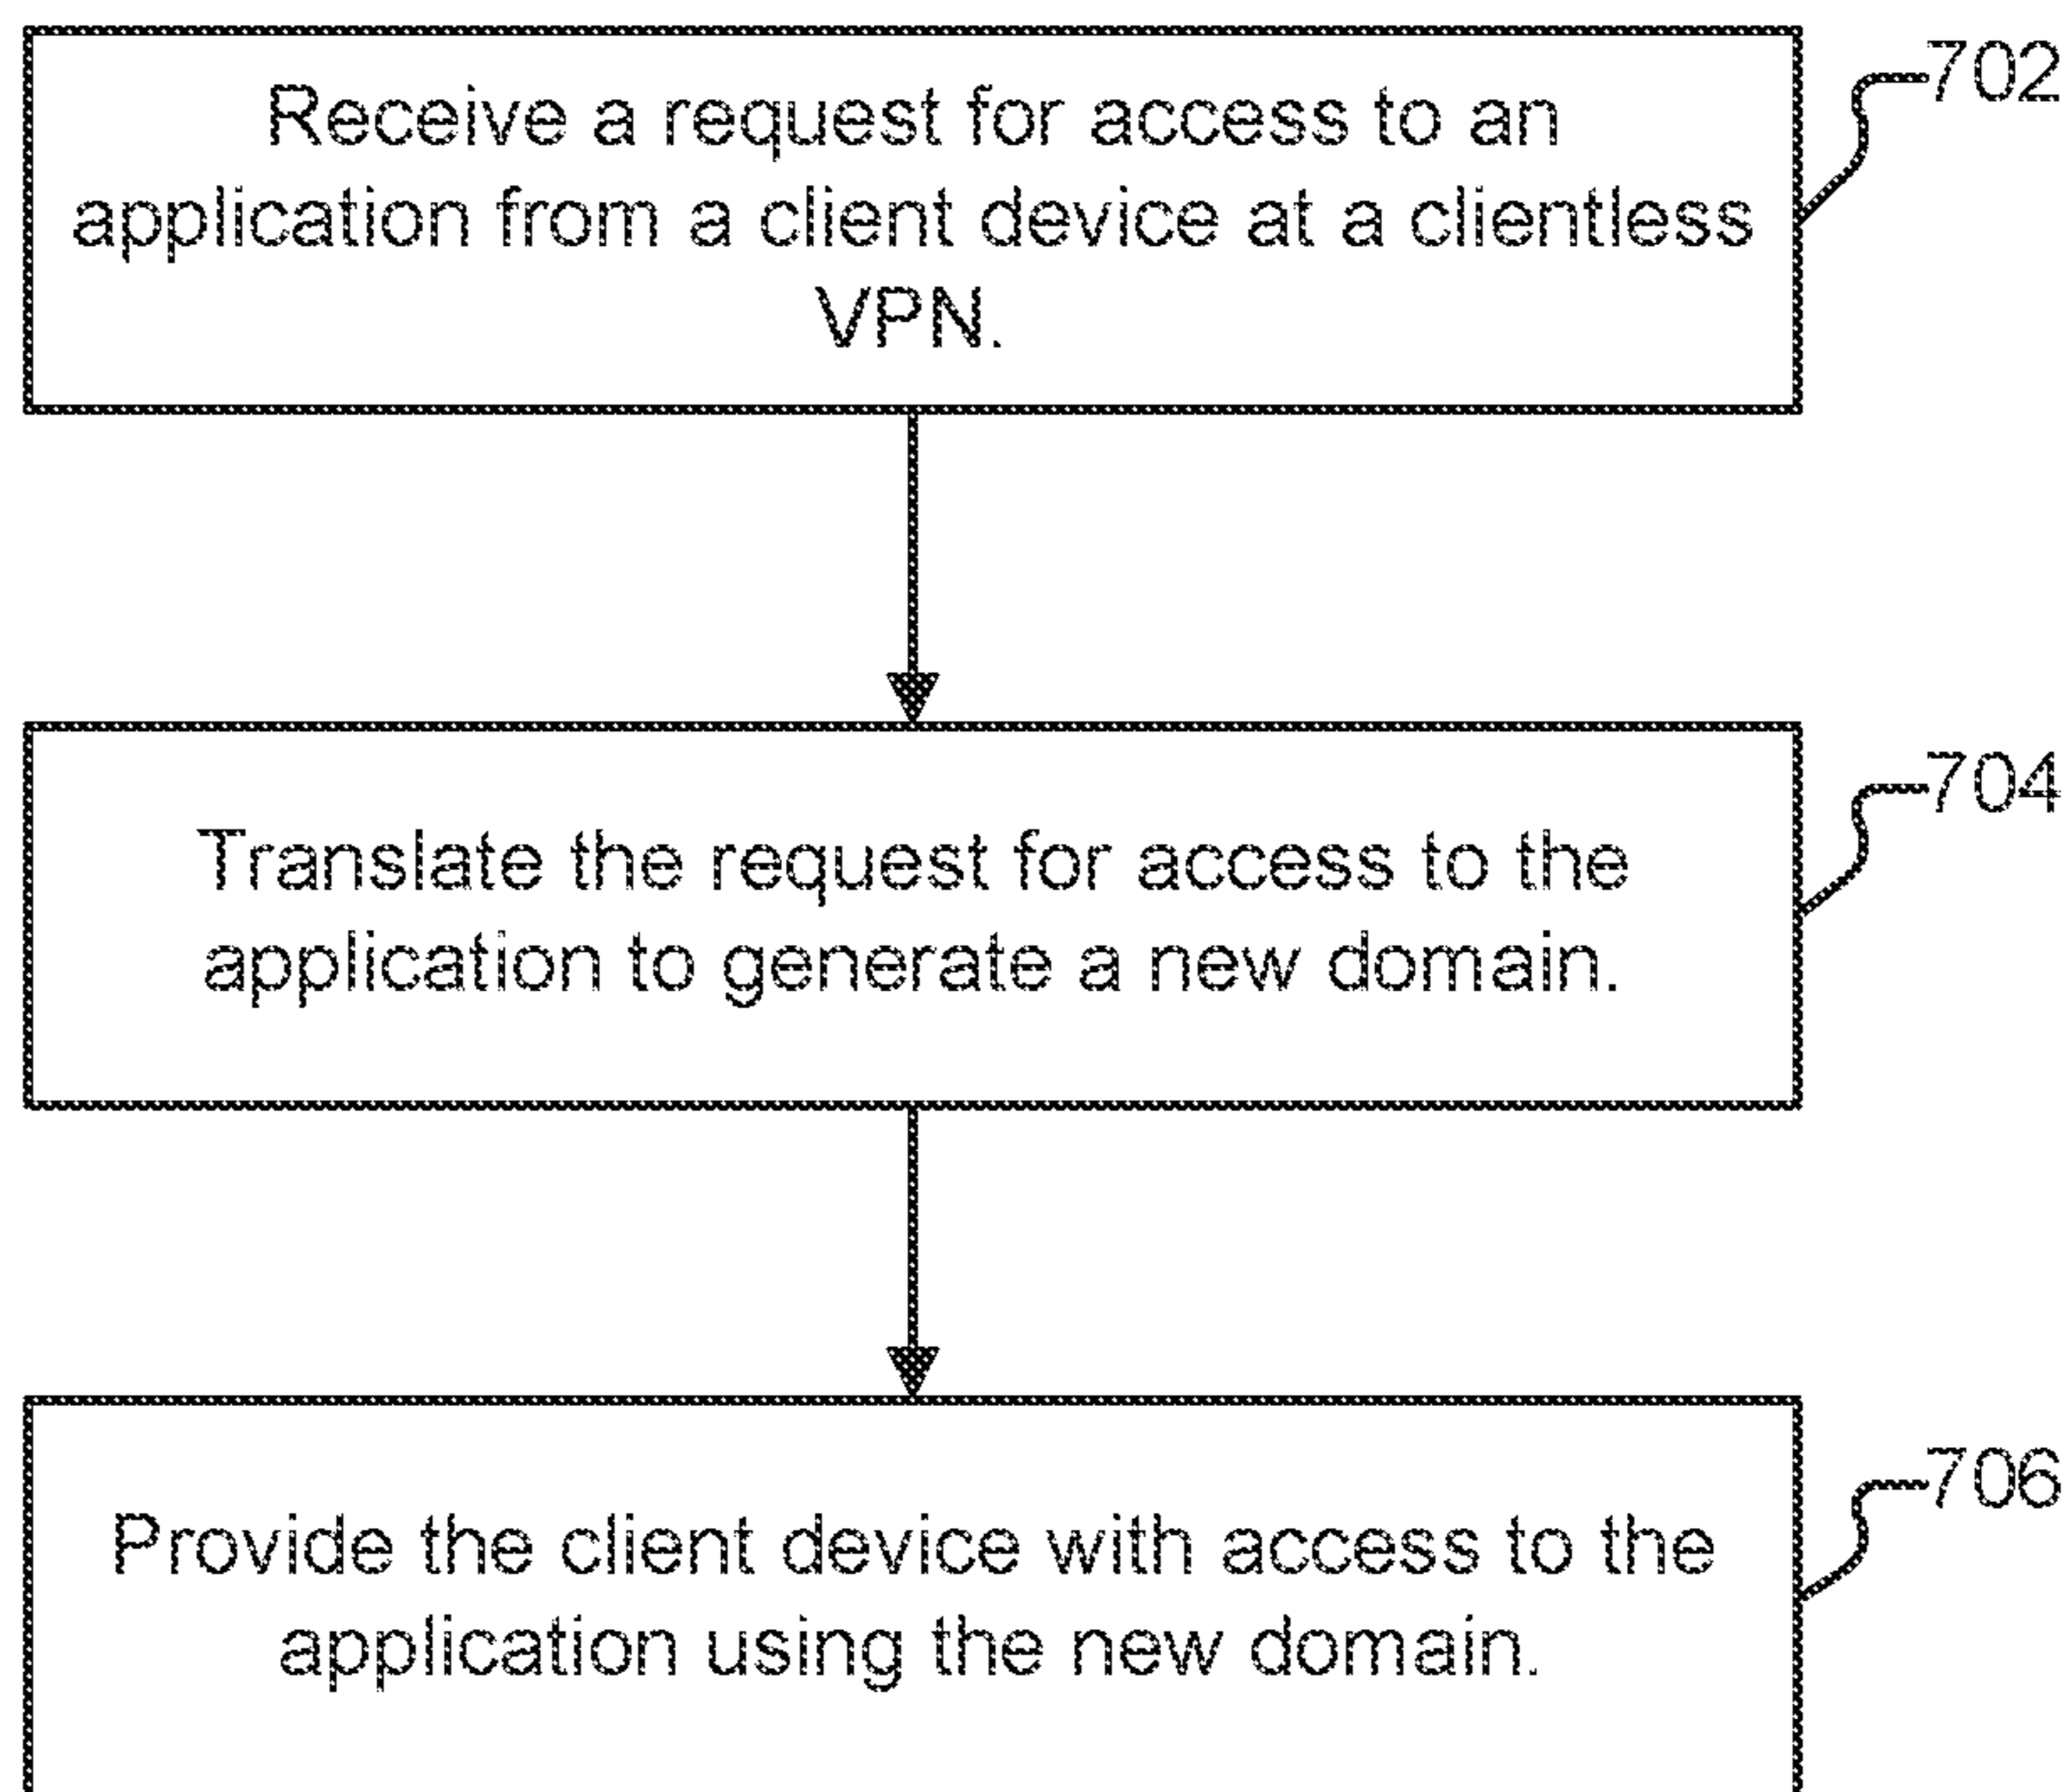 Receive a request for access to an
application from a client device at a clientless
VPN.
702
Translate the request for access to the
application to generate a new domain.
704
Provide the client device with access to the
application using the new domain.
706